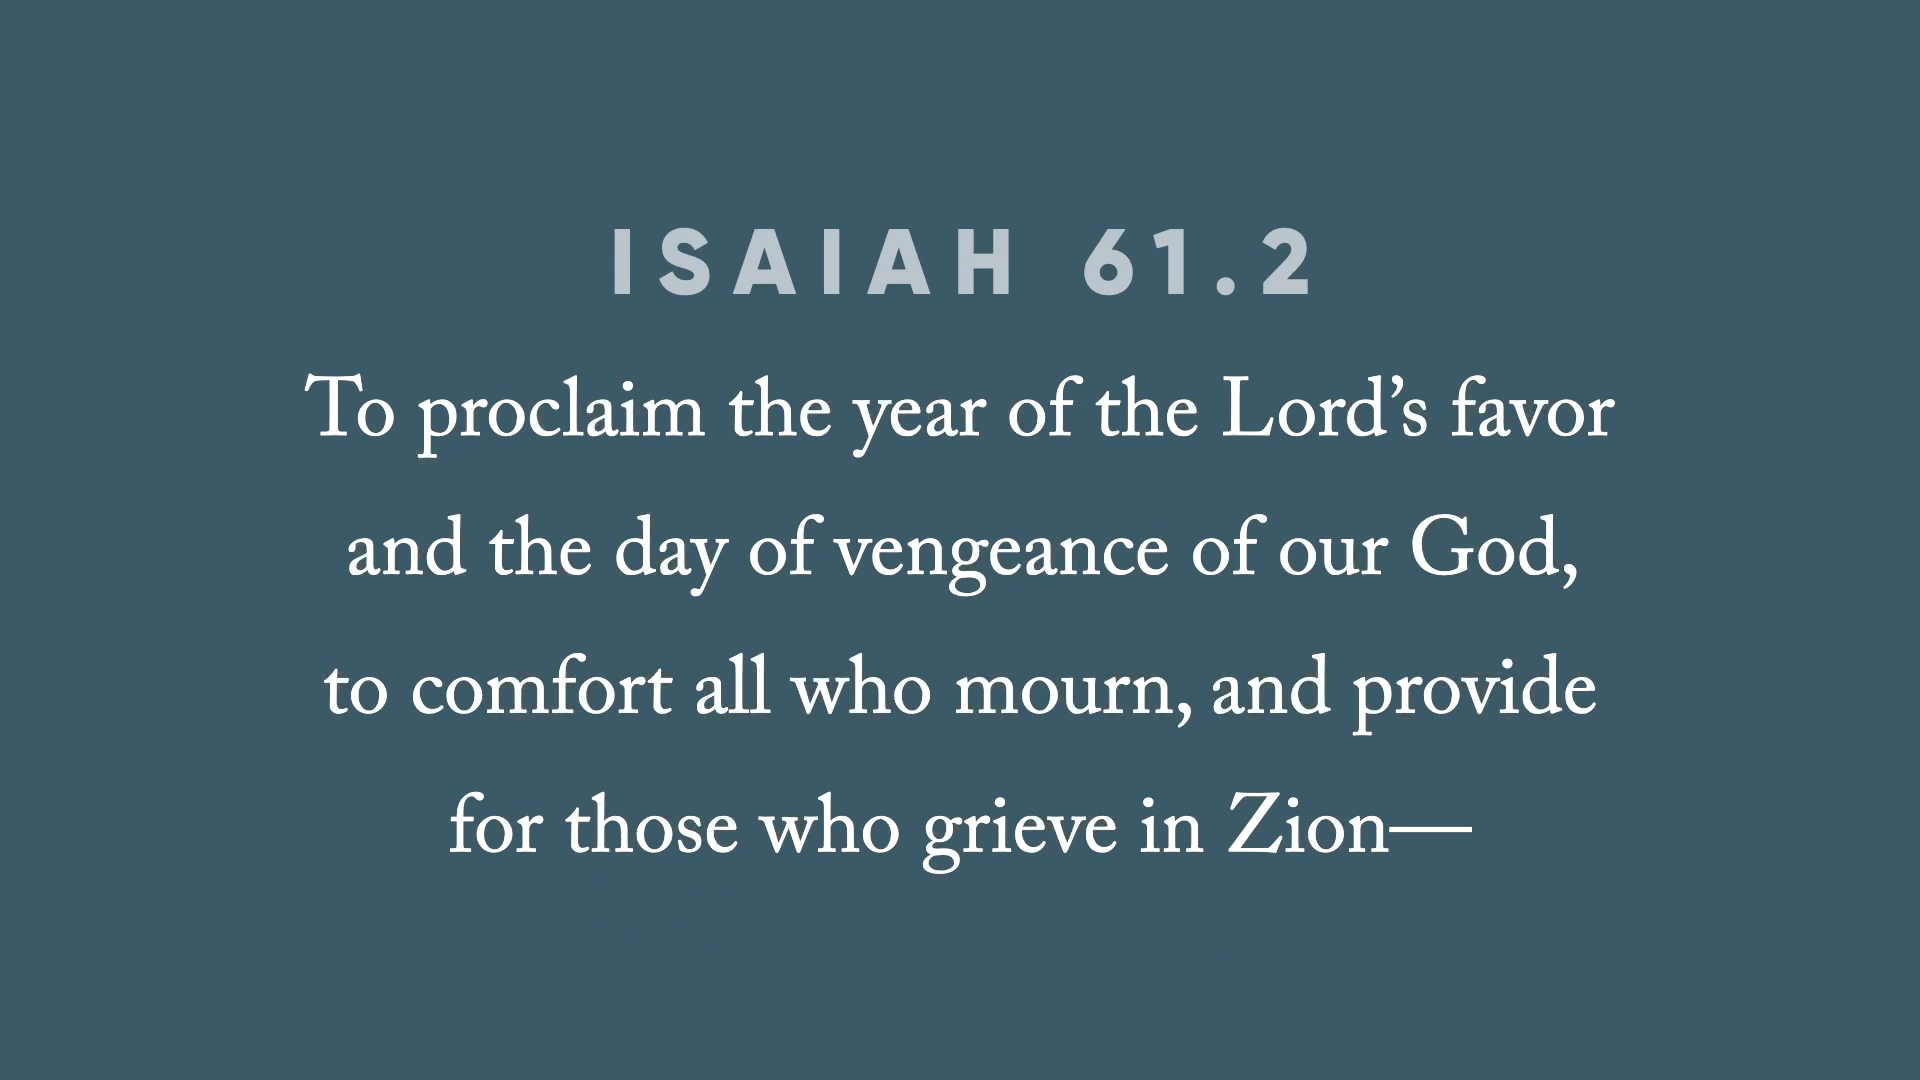 ISAIAH 61.2
To proclaim the year of the Lord’s favor
and the day of vengeance of our God,
to comfort all who mourn, and provide
for those who grieve in Zion—